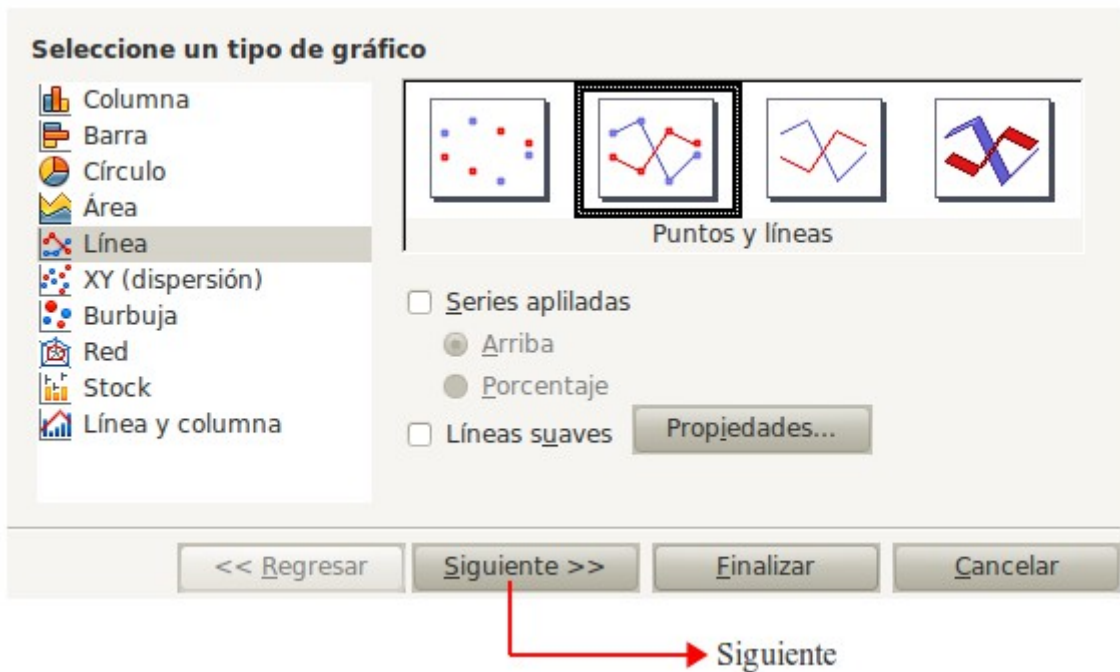 Seleccione un tipo de gráfico
Columna
Barra
Círculo
Área
Línea
XY (dispersión)
Burbuja
Red
Stock
Línea y columna
Puntos y líneas
Series apliladas
Arriba
Porcentaje
Líneas suaves
Propiedades...
<< Regresar
Siguiente >>
Finalizar
Cancelar
Siguiente